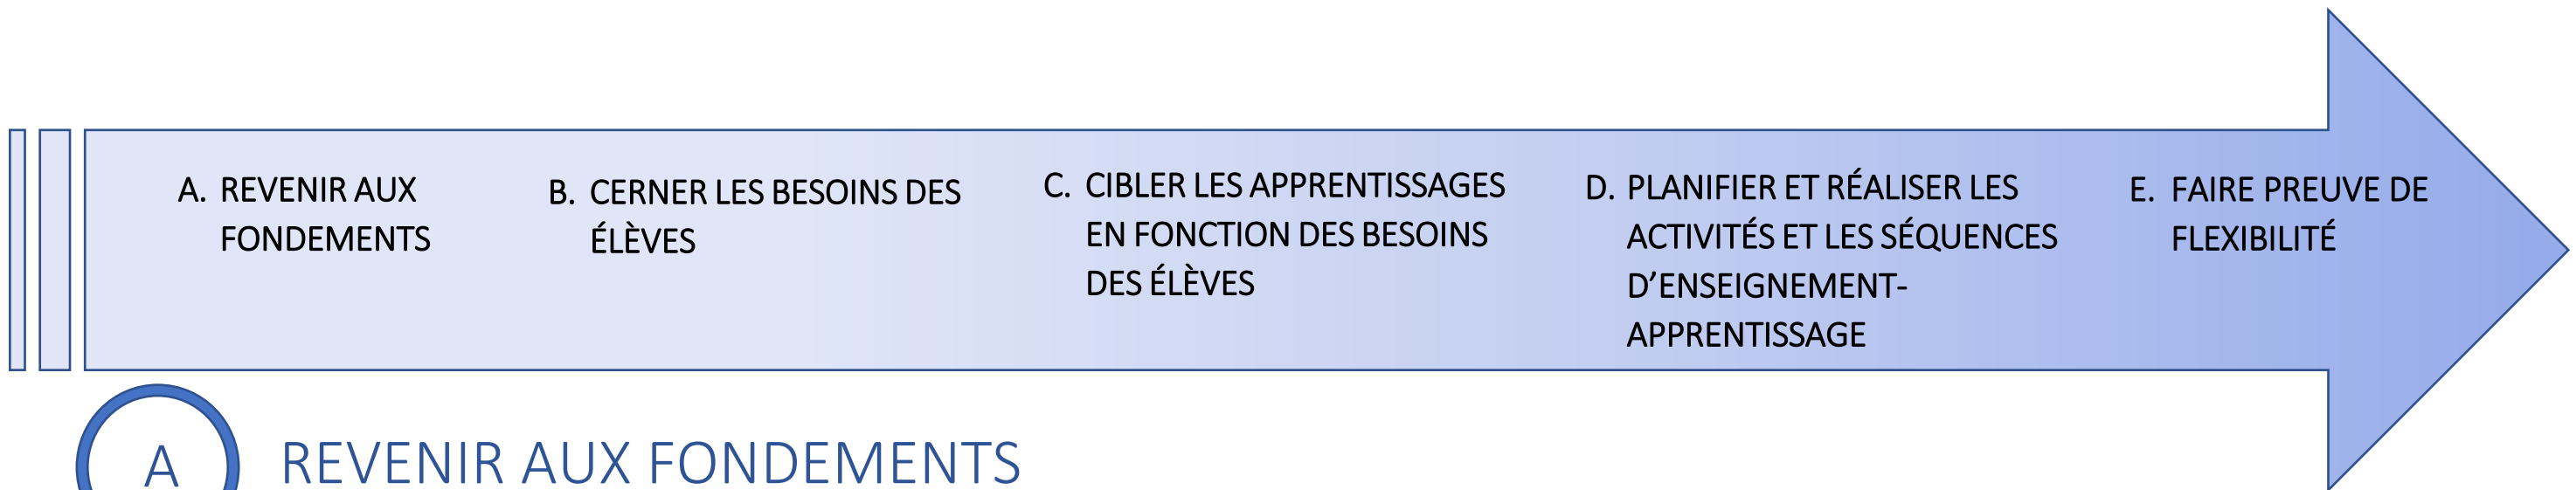 A. REVENIR AUX
FONDEMENTS
B. CERNER LES BESOINS DES
ÉLÈVES
C. CIBLER LES APPRENTISSAGES
EN FONCTION DES BESOINS
DES ÉLÈVES
D. PLANIFIER ET RÉALISER LES
ACTIVITÉS ET LES SÉQUENCES
D’ENSEIGNEMENT-
APPRENTISSAGE
E. FAIRE PREUVE DE
FLEXIBILITÉ
A REVENIR AUX FONDEMENTS